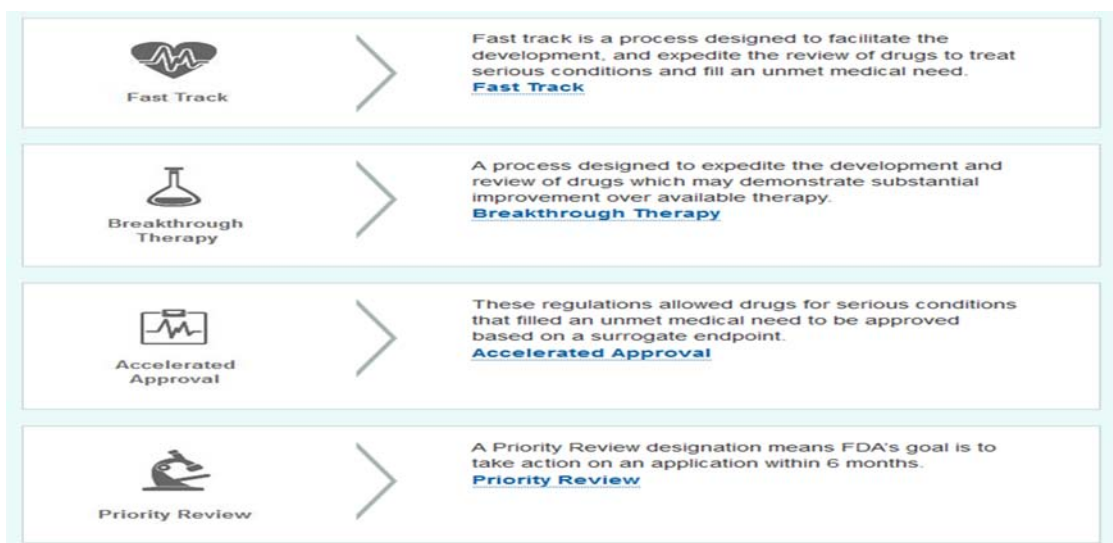 Fast Track
Fast track is a process designed to facilitate the
development, and expedite the review of drugs to treat
serious conditions and fill an unmet medical need.
Fast Track
Breakthrough
Therapy
A process designed to expedite the development and
review of drugs which may demonstrate substantial
improvement over available therapy.
Breakthrough Therapy
Accelerated
Approval
These regulations allowed drugs for serious conditions
that filled an unmet medical need to be approved
based on a surrogate endpoint.
Accelerated Approval
Priority Review
A Priority Review designation means FDA's goal is to
take action on an application within 6 months.
Priority Review